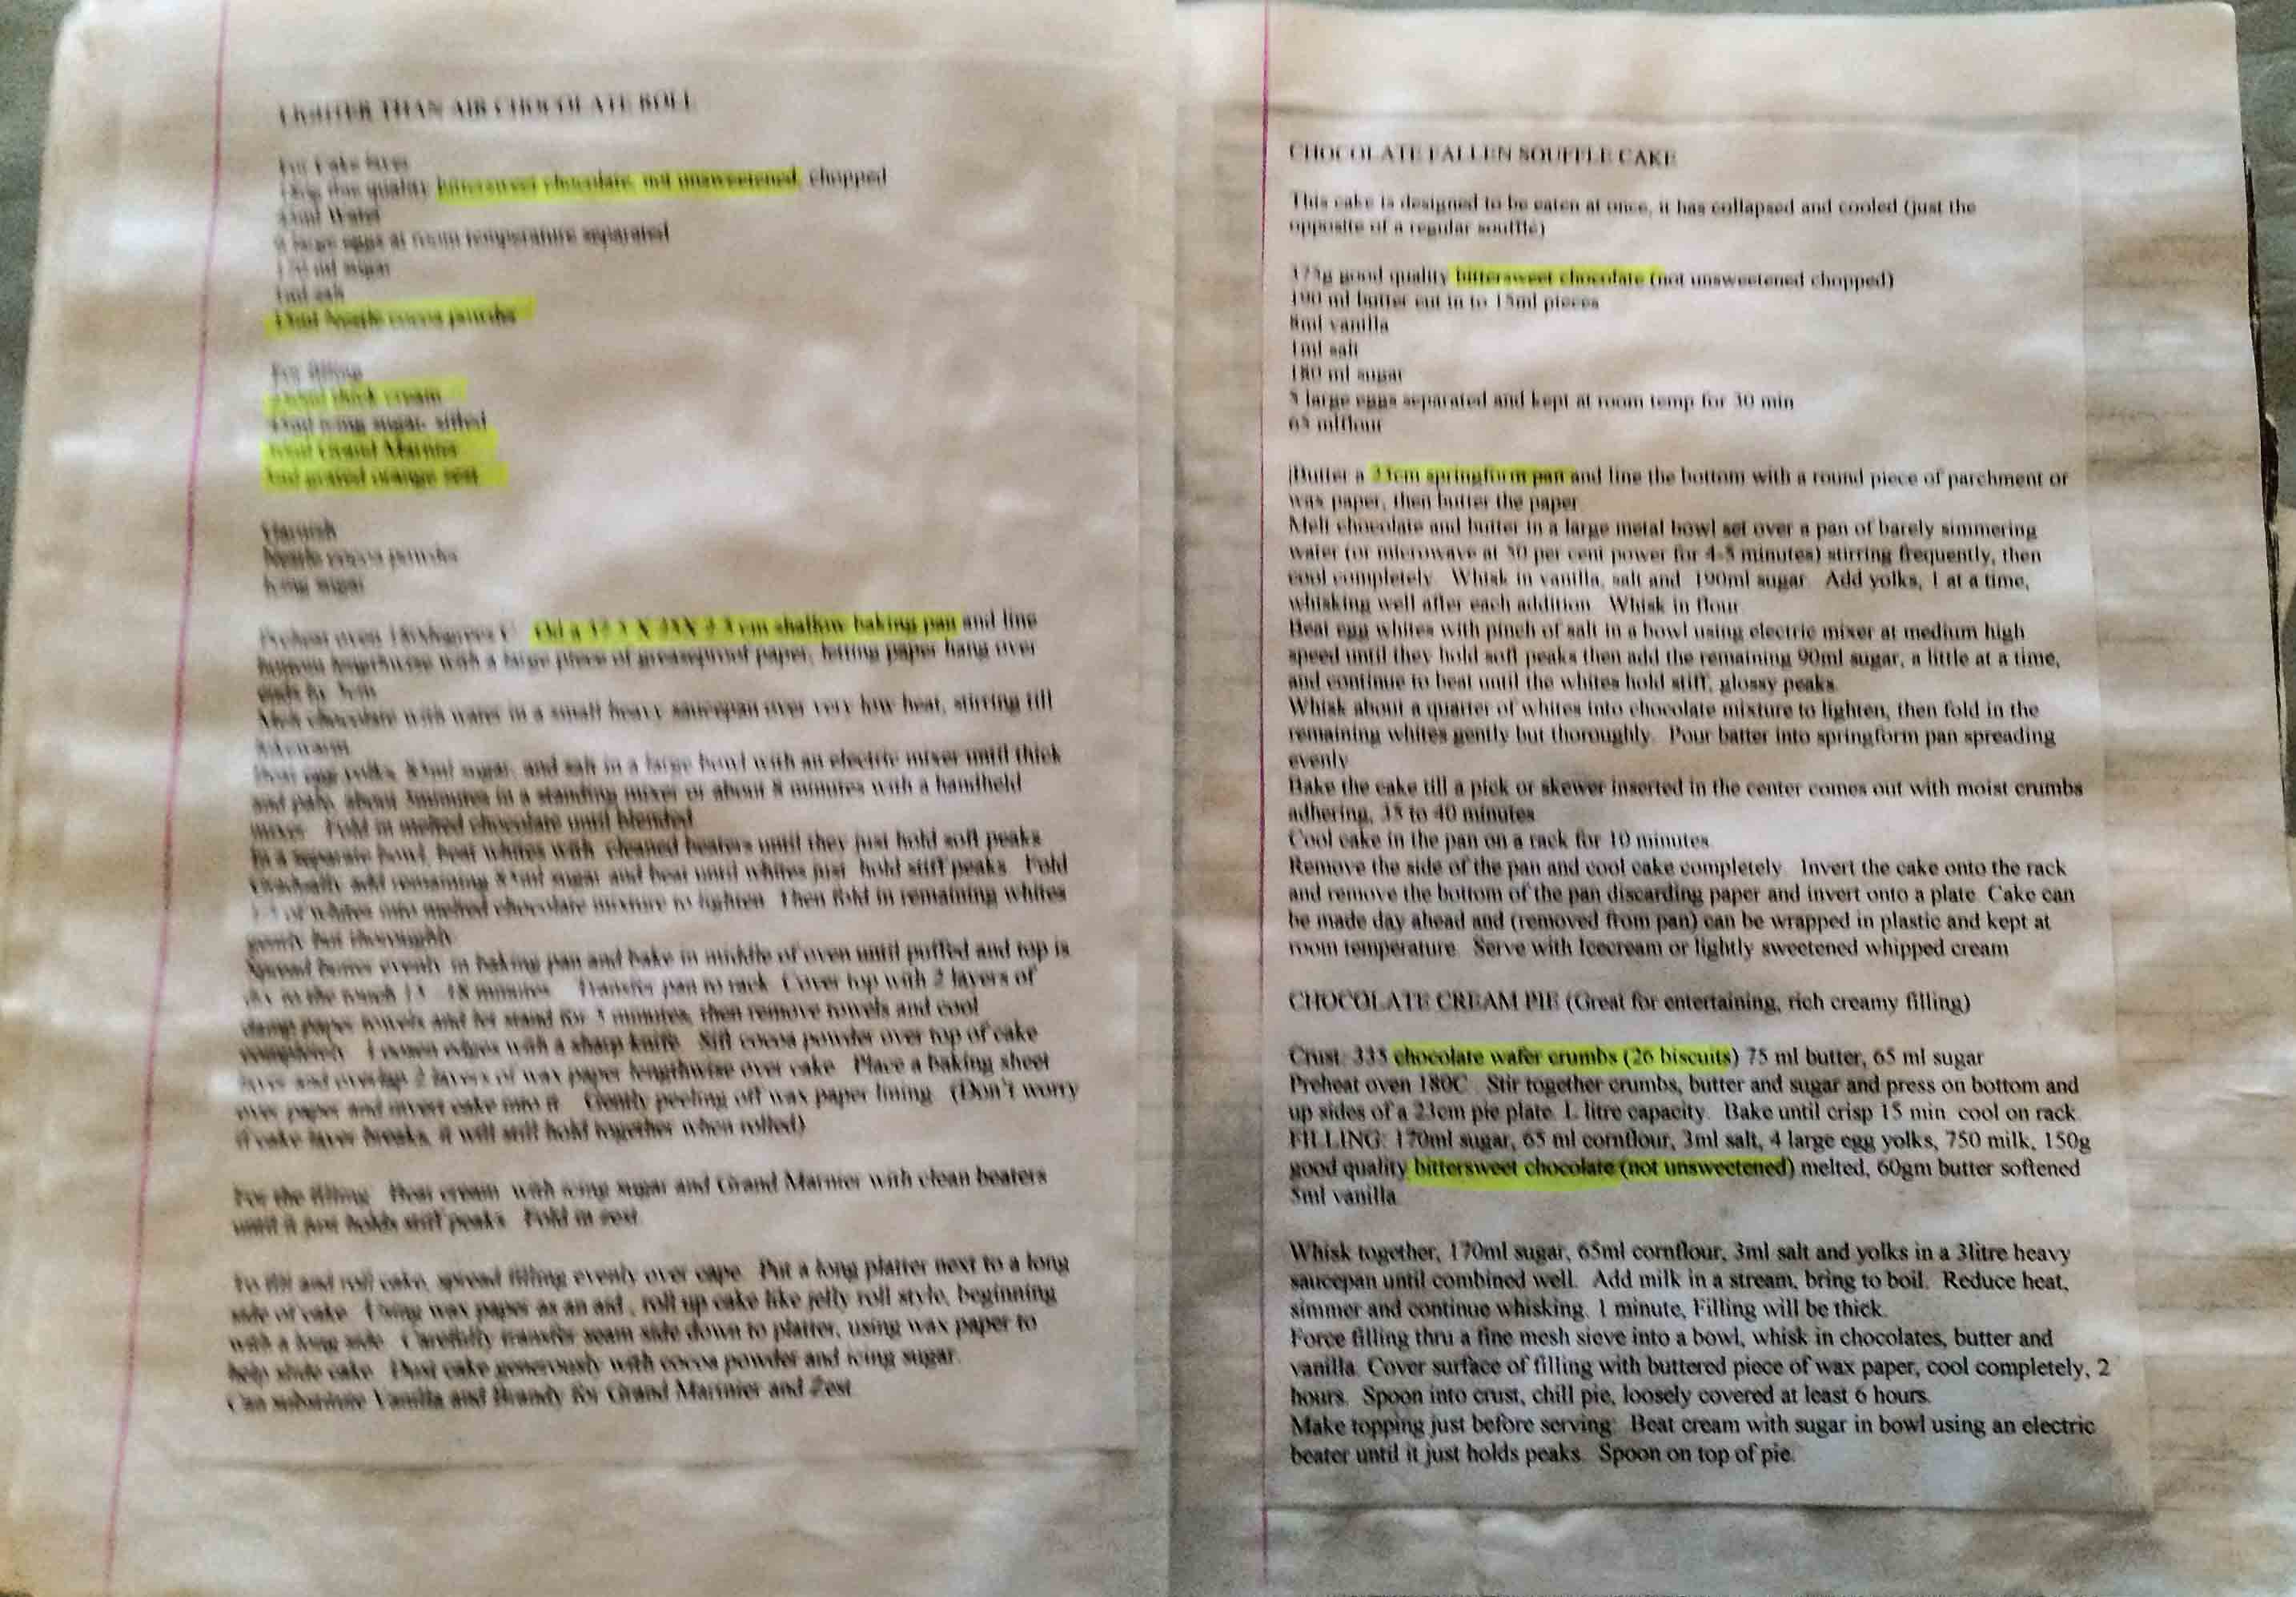 LIGHTER THAN AIR CHOCOLATE ROLL
For Cake layer
fine quality bittersweet chocolate, not unsweetened, chopped
Water
large eggs at room temperature separated
sugar
salt
Nestle cocoa powder
For filling
thick cream
icing sugar, sifted
Grand Marnier
grated orange zest
Garnish
Nestle cocoa powder
Icing sugar
Preheat oven shallow baking pan and line
bottom lengthwise with a large piece of greaseproof paper, letting paper hang over
ends by
Melt chocolate with water in a small heavy saucepan over very low heat, stirring till
Beat egg yolks, sugar, and salt in a large bowl with an electric mixer until thick
and pale, about minutes in a standing mixer or about 8 minutes with a handheld
mixer. Fold in melted chocolate until blended
In a separate bowl, beat whites with cleaned beaters until they just hold soft peaks
Gradually add remaining sugar and beat until whites just hold stiff peaks. Fold
of whites into melted chocolate mixture to lighten. Then fold in remaining whites
gently but thoroughly
Spread evenly in baking pan and bake in middle of oven until puffed and top is
dry to the touch minutes. Transfer pan to rack. Cover top with 2 layers of
damp paper towels and let stand for minutes, then remove towels and cool
completely. Loosen edges with a sharp knife. Sift cocoa powder over top of cake
layer and overlap 2 layers of wax paper lengthwise over cake. Place a baking sheet
over paper and invert cake into it. Gently peeling off wax paper lining. (Don't worry
if cake layer breaks, it will still hold together when rolled)
For the filling. Beat cream with icing sugar and Grand Marnier with clean beaters
until it just holds stiff peaks. Fold in zest
To fill and roll cake, spread filling evenly over cape. Put a long platter next to a long
side of cake. Using wax paper as an aid, roll up cake like jelly roll style, beginning
with a long side. Carefully transfer seam side down to platter, using wax paper to
help slide cake. Dust cake generously with cocoa powder and icing sugar.
Can substitute Vanilla and Brandy for Grand Marinier and Zest
CHOCOLATE FALLEN SOUFFLE CAKE
This cake is designed to be eaten at once, it has collapsed and cooled (just the
opposite of a regular souffle)
175g good quality bittersweet chocolate (not unsweetened chopped)
190 ml butter cut in to 15ml pieces
8ml vanilla
1ml salt
180 ml sugar
5 large eggs separated and kept at room temp for 30 min
65 mlflour
Butter a 23cm springform pan and line the bottom with a round piece of parchment or
wax paper, then butter the paper
Melt chocolate and butter in a large metal bowl set over a pan of barely simmering
water (or microwave at 50 per cent power for 4-5 minutes) stirring frequently, then
cool completely. Whisk in vanilla, salt and 190ml sugar. Add yolks, 1 at a time,
whisking well after each addition. Whisk in flour
Beat egg whites with pinch of salt in a bowl using electric mixer at medium high
speed until they hold soft peaks then add the remaining 90ml sugar, a little at a time,
and continue to beat until the whites hold stiff, glossy peaks.
Whisk about a quarter of whites into chocolate mixture to lighten, then fold in the
remaining whites gently but thoroughly. Pour batter into springform pan spreading
evenly
Bake the cake till a pick or skewer inserted in the center comes out with moist crumbs
adhering, 35 to 40 minutes
Cool cake in the pan on a rack for 10 minutes
Remove the side of the pan and cool cake completely. Invert the cake onto the rack
and remove the bottom of the pan discarding paper and invert onto a plate. Cake can
be made day ahead and (removed from pan) can be wrapped in plastic and kept at
room temperature. Serve with Icecream or lightly sweetened whipped cream
CHOCOLATE CREAM PIE (Great for entertaining, rich creamy filling)
Crust: 335 chocolate wafer crumbs (26 biscuits) 75 ml butter, 65 ml sugar
Preheat oven 180C. Stir together crumbs, butter and sugar and press on bottom and
up sides of a 23cm pie plate. L litre capacity. Bake until crisp 15 min. cool on rack.
FILLING: 170ml sugar, 65 ml cornflour, 3ml salt, 4 large egg yolks, 750 milk, 150g
good quality bittersweet chocolate (not unsweetened) melted, 60gm butter softened
5ml vanilla.
Whisk together, 170ml sugar, 65ml cornflour, 3ml salt and yolks in a 3litre heavy
saucepan until combined well. Add milk in a stream, bring to boil. Reduce heat,
simmer and continue whisking. 1 minute, Filling will be thick.
Force filling thru a fine mesh sieve into a bowl, whisk in chocolates, butter and
vanilla. Cover surface of filling with buttered piece of wax paper, cool completely, 2
hours. Spoon into crust, chill pie, loosely covered at least 6 hours.
Make topping just before serving: Beat cream with sugar in bowl using an electric
beater until it just holds peaks. Spoon on top of pie.